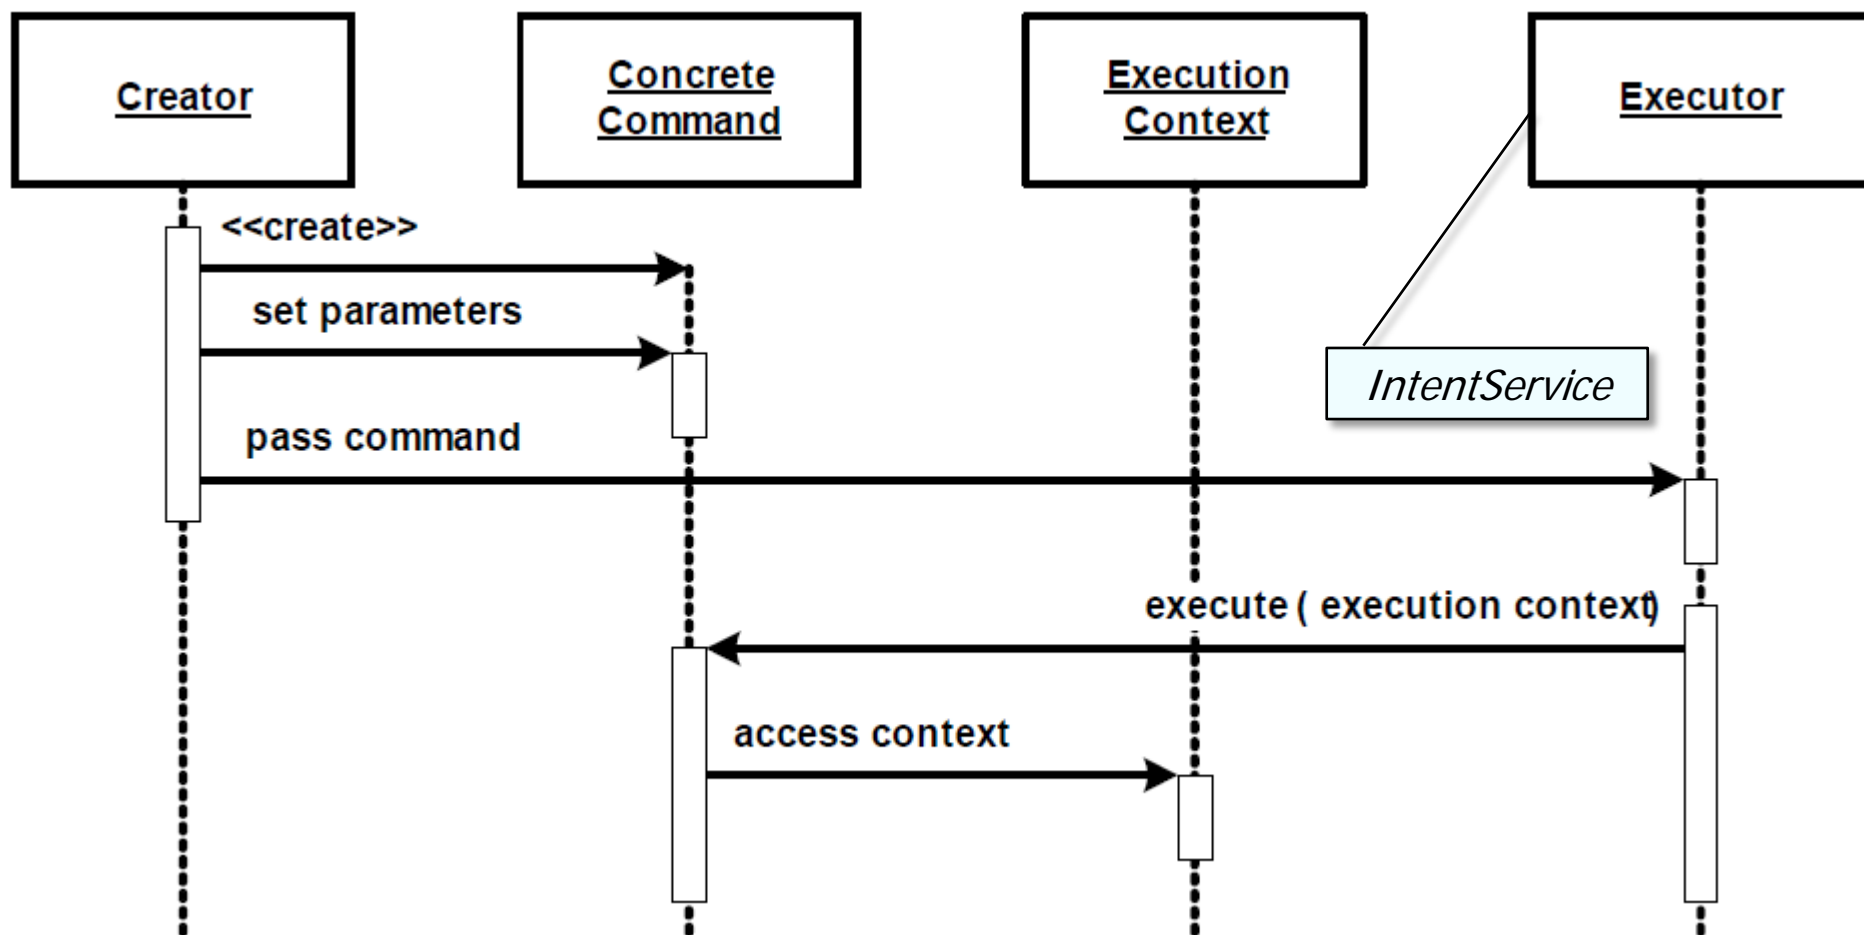 Creator
Concrete
Command
Execution
Context
Executor
<<create>>
set parameters
IntentService
pass command
execute ( execution context)
access context